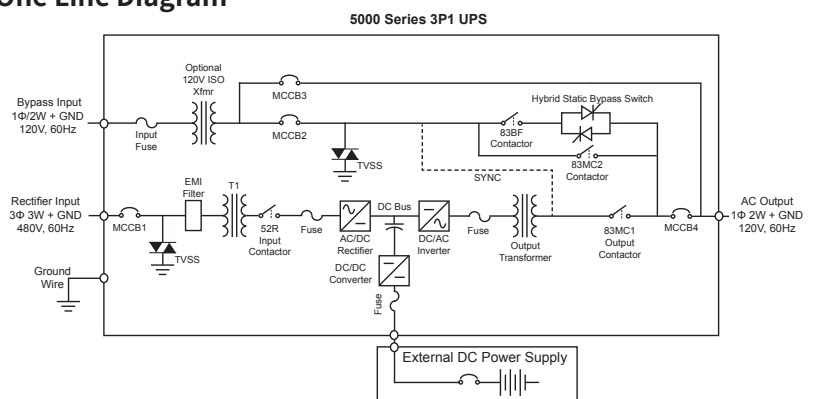 One Line Diagram
5000 Series 3P1 UPS
Optional
120V ISO
Xfmr
Bypass Input
1Φ/2W + GND
120V, 60Hz
Input
Fuse
MCCB3
MCCB2
TVSS
Hybrid Static Bypass Switch
83BF
Contactor
83MC2
Contactor
SYNC
Rectifier Input
3Φ 3W + GND
480V, 60Hz
MCCB1
TVSS
EMI
Filter
T1
52R
Input
Contactor
Fuse
AC/DC
Rectifier
DC Bus
DC/AC
Inverter
DC/DC
Converter
Fuse
Fuse
Output
Transformer
83MC1
Output
Contactor
MCCB4
AC Output
1Φ 2W + GND
120V, 60Hz
Ground
Wire
External DC Power Supply